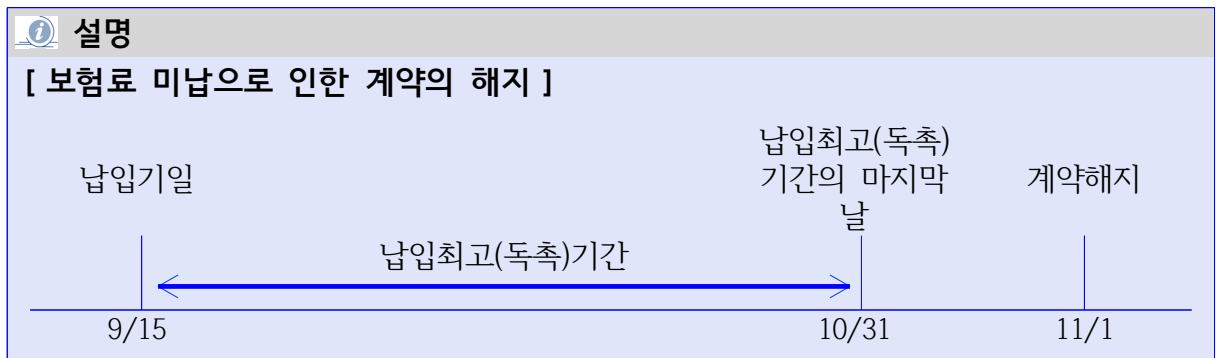 설명
[ 보험료 미납으로 인한 계약의 해지 ]
납입기일
납입최고(독촉)
기간의 마지막
날
계약해지
납입최고(독촉)기간
9/15
10/31
11/1